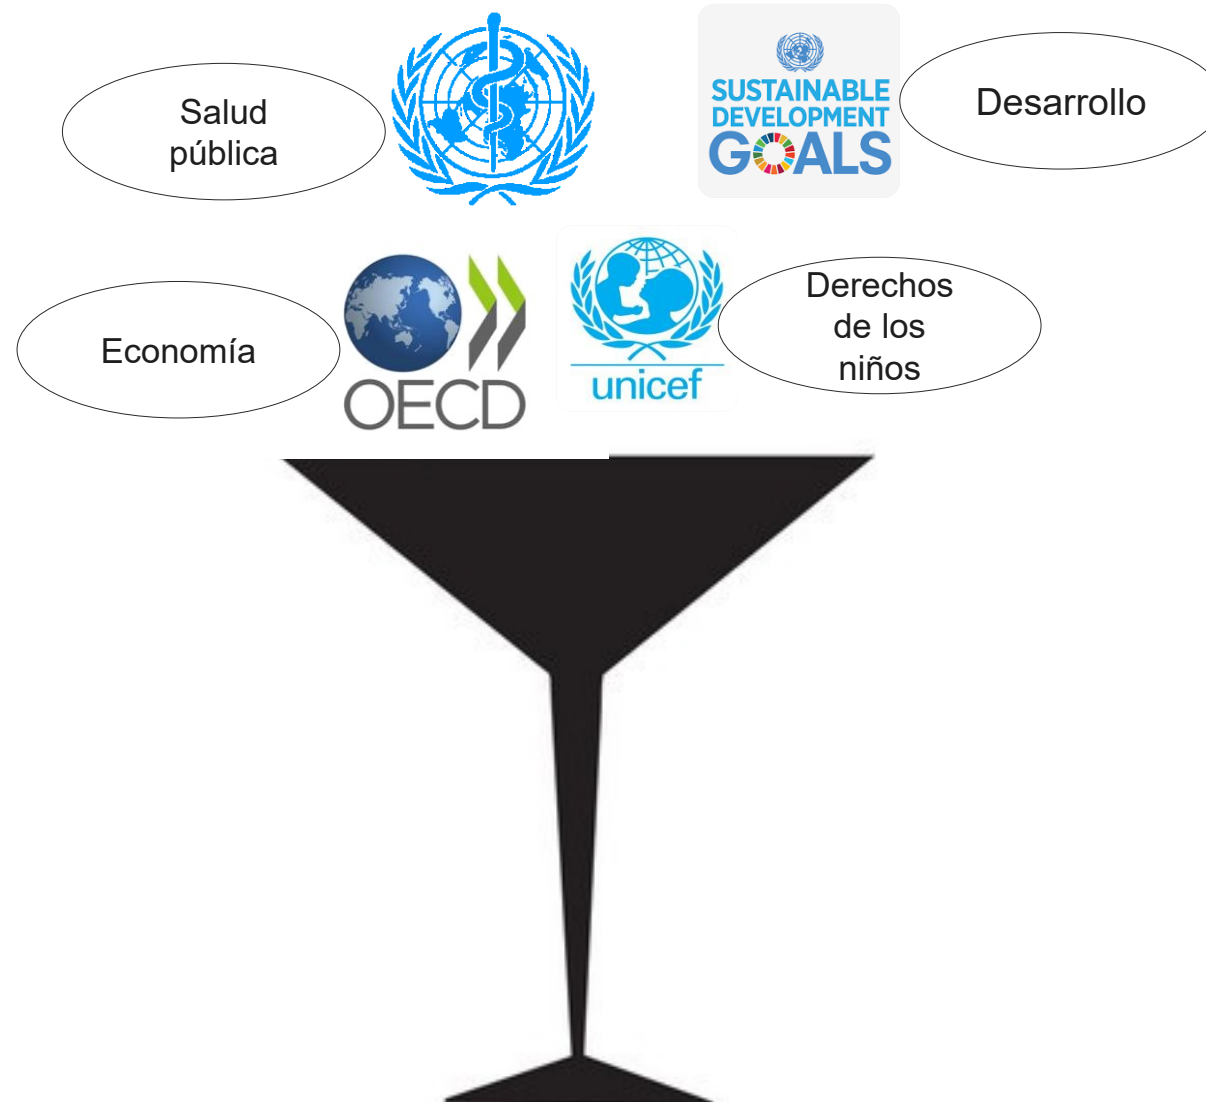 Salud
pública
SUSTAINABLE
DEVELOPMENT
GOALS
Desarrollo
Economía
OECD
unicef
Derechos
de los
niños